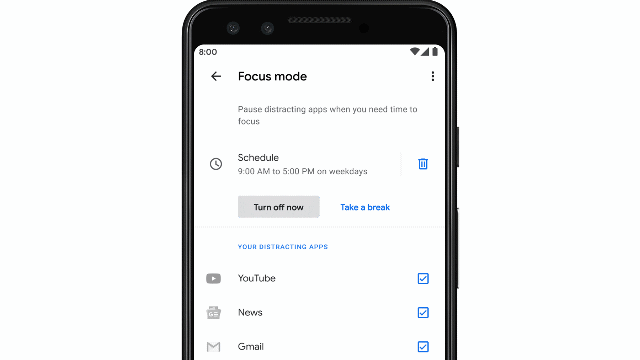 8:00
Focus mode
Pause distracting apps when you need time to
focus
Schedule
9:00 AM to 5:00 PM on weekdays
Turn off now
Take a break
YOUR DISTRACTING APPS
YouTube
News
Gmail